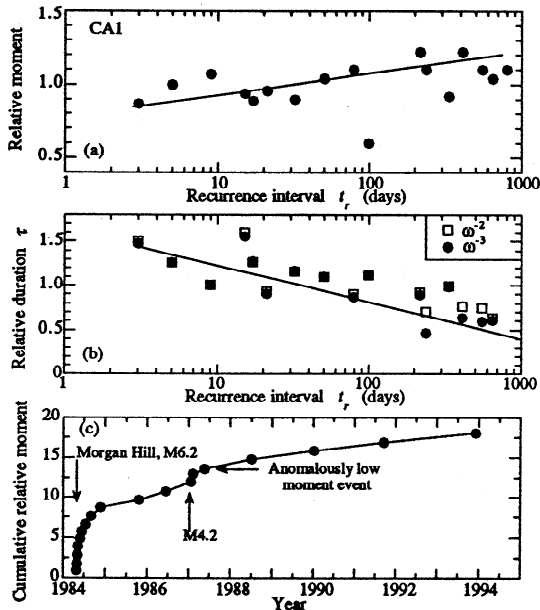 1.5
CA1
1.0
0.5
Relative moment
(a)
1
10
100
1000
Recurrence interval t_r (days)
□ ω^-2
● ω^-3
1.5
1.0
0.5
0.0
Relative duration τ
(b)
1
10
100
1000
Recurrence interval t_r (days)
20
(c)
Morgan Hill, M6.2
15
Anomalously low
moment event
10
M4.2
5
0
Cumulative relative moment
1984
1986
1988
1990
1992
1994
Year